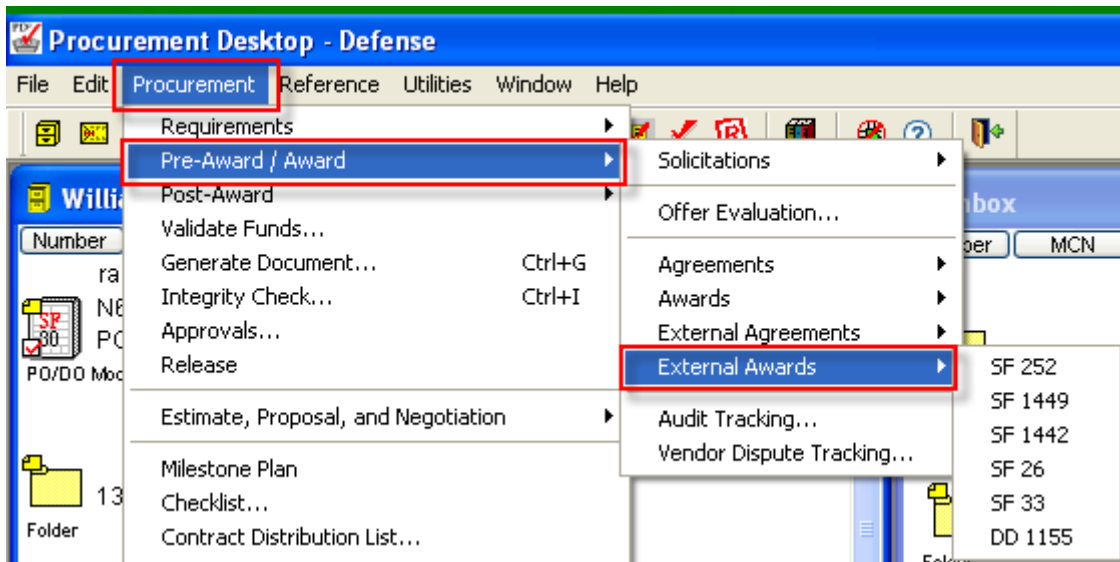 Procurement Desktop - Defense
File Edit Procurement Reference Utilities Window Help
Requirements
Pre-Award / Award
Post-Award
Validate Funds...
Generate Document... Ctrl+G
Integrity Check... Ctrl+I
Approvals...
Release
Estimate, Proposal, and Negotiation
Milestone Plan
Checklist...
Contract Distribution List...
Solicitations
Offer Evaluation...
Agreements
Awards
External Agreements
External Awards
Audit Tracking...
Vendor Dispute Tracking...
SF 252
SF 1449
SF 1442
SF 26
SF 33
DD 1155
Number
SF
30
PO/DO
13
Folder
MCN